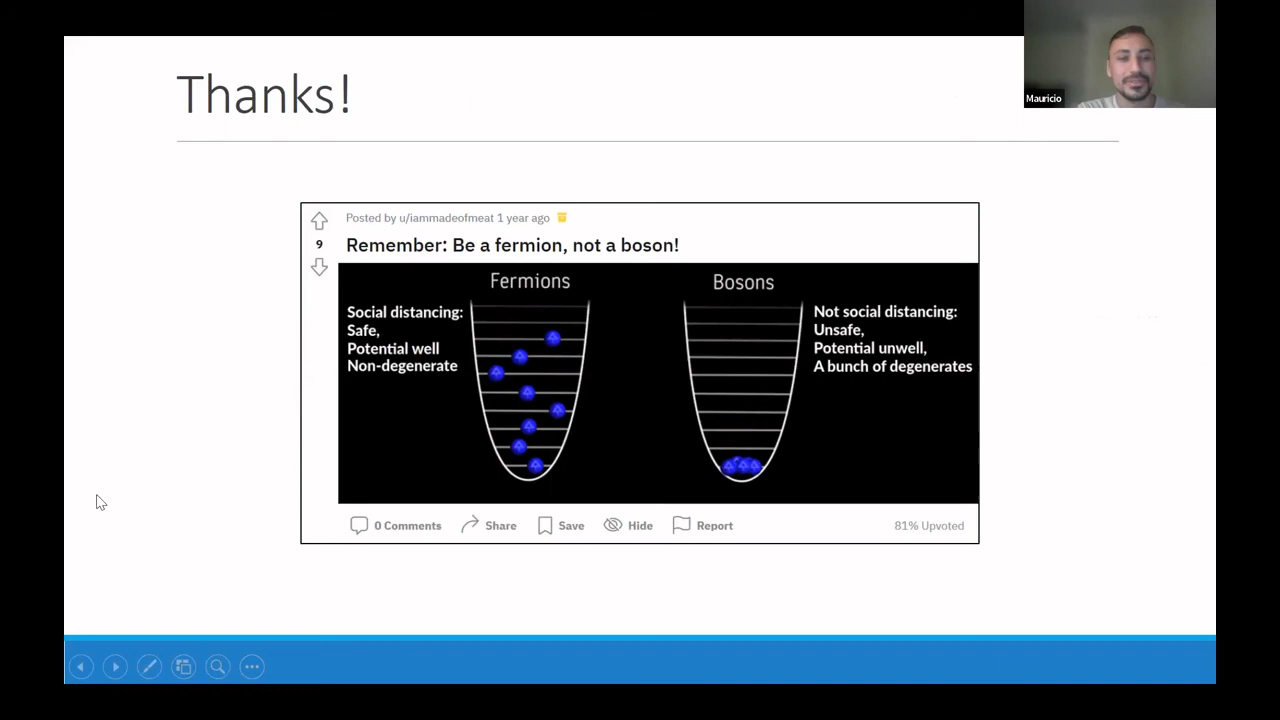 Thanks!
Mauricio
Posted by u/iammadeofmeat 1 year ago
9
Remember: Be a fermion, not a boson!
Fermions
Bosons
Social distancing:
Safe,
Potential well
Non-degenerate
Not social distancing:
Unsafe,
Potential unwell,
A bunch of degenerates
0 Comments
Share
Save
Hide
Report
81% Upvoted